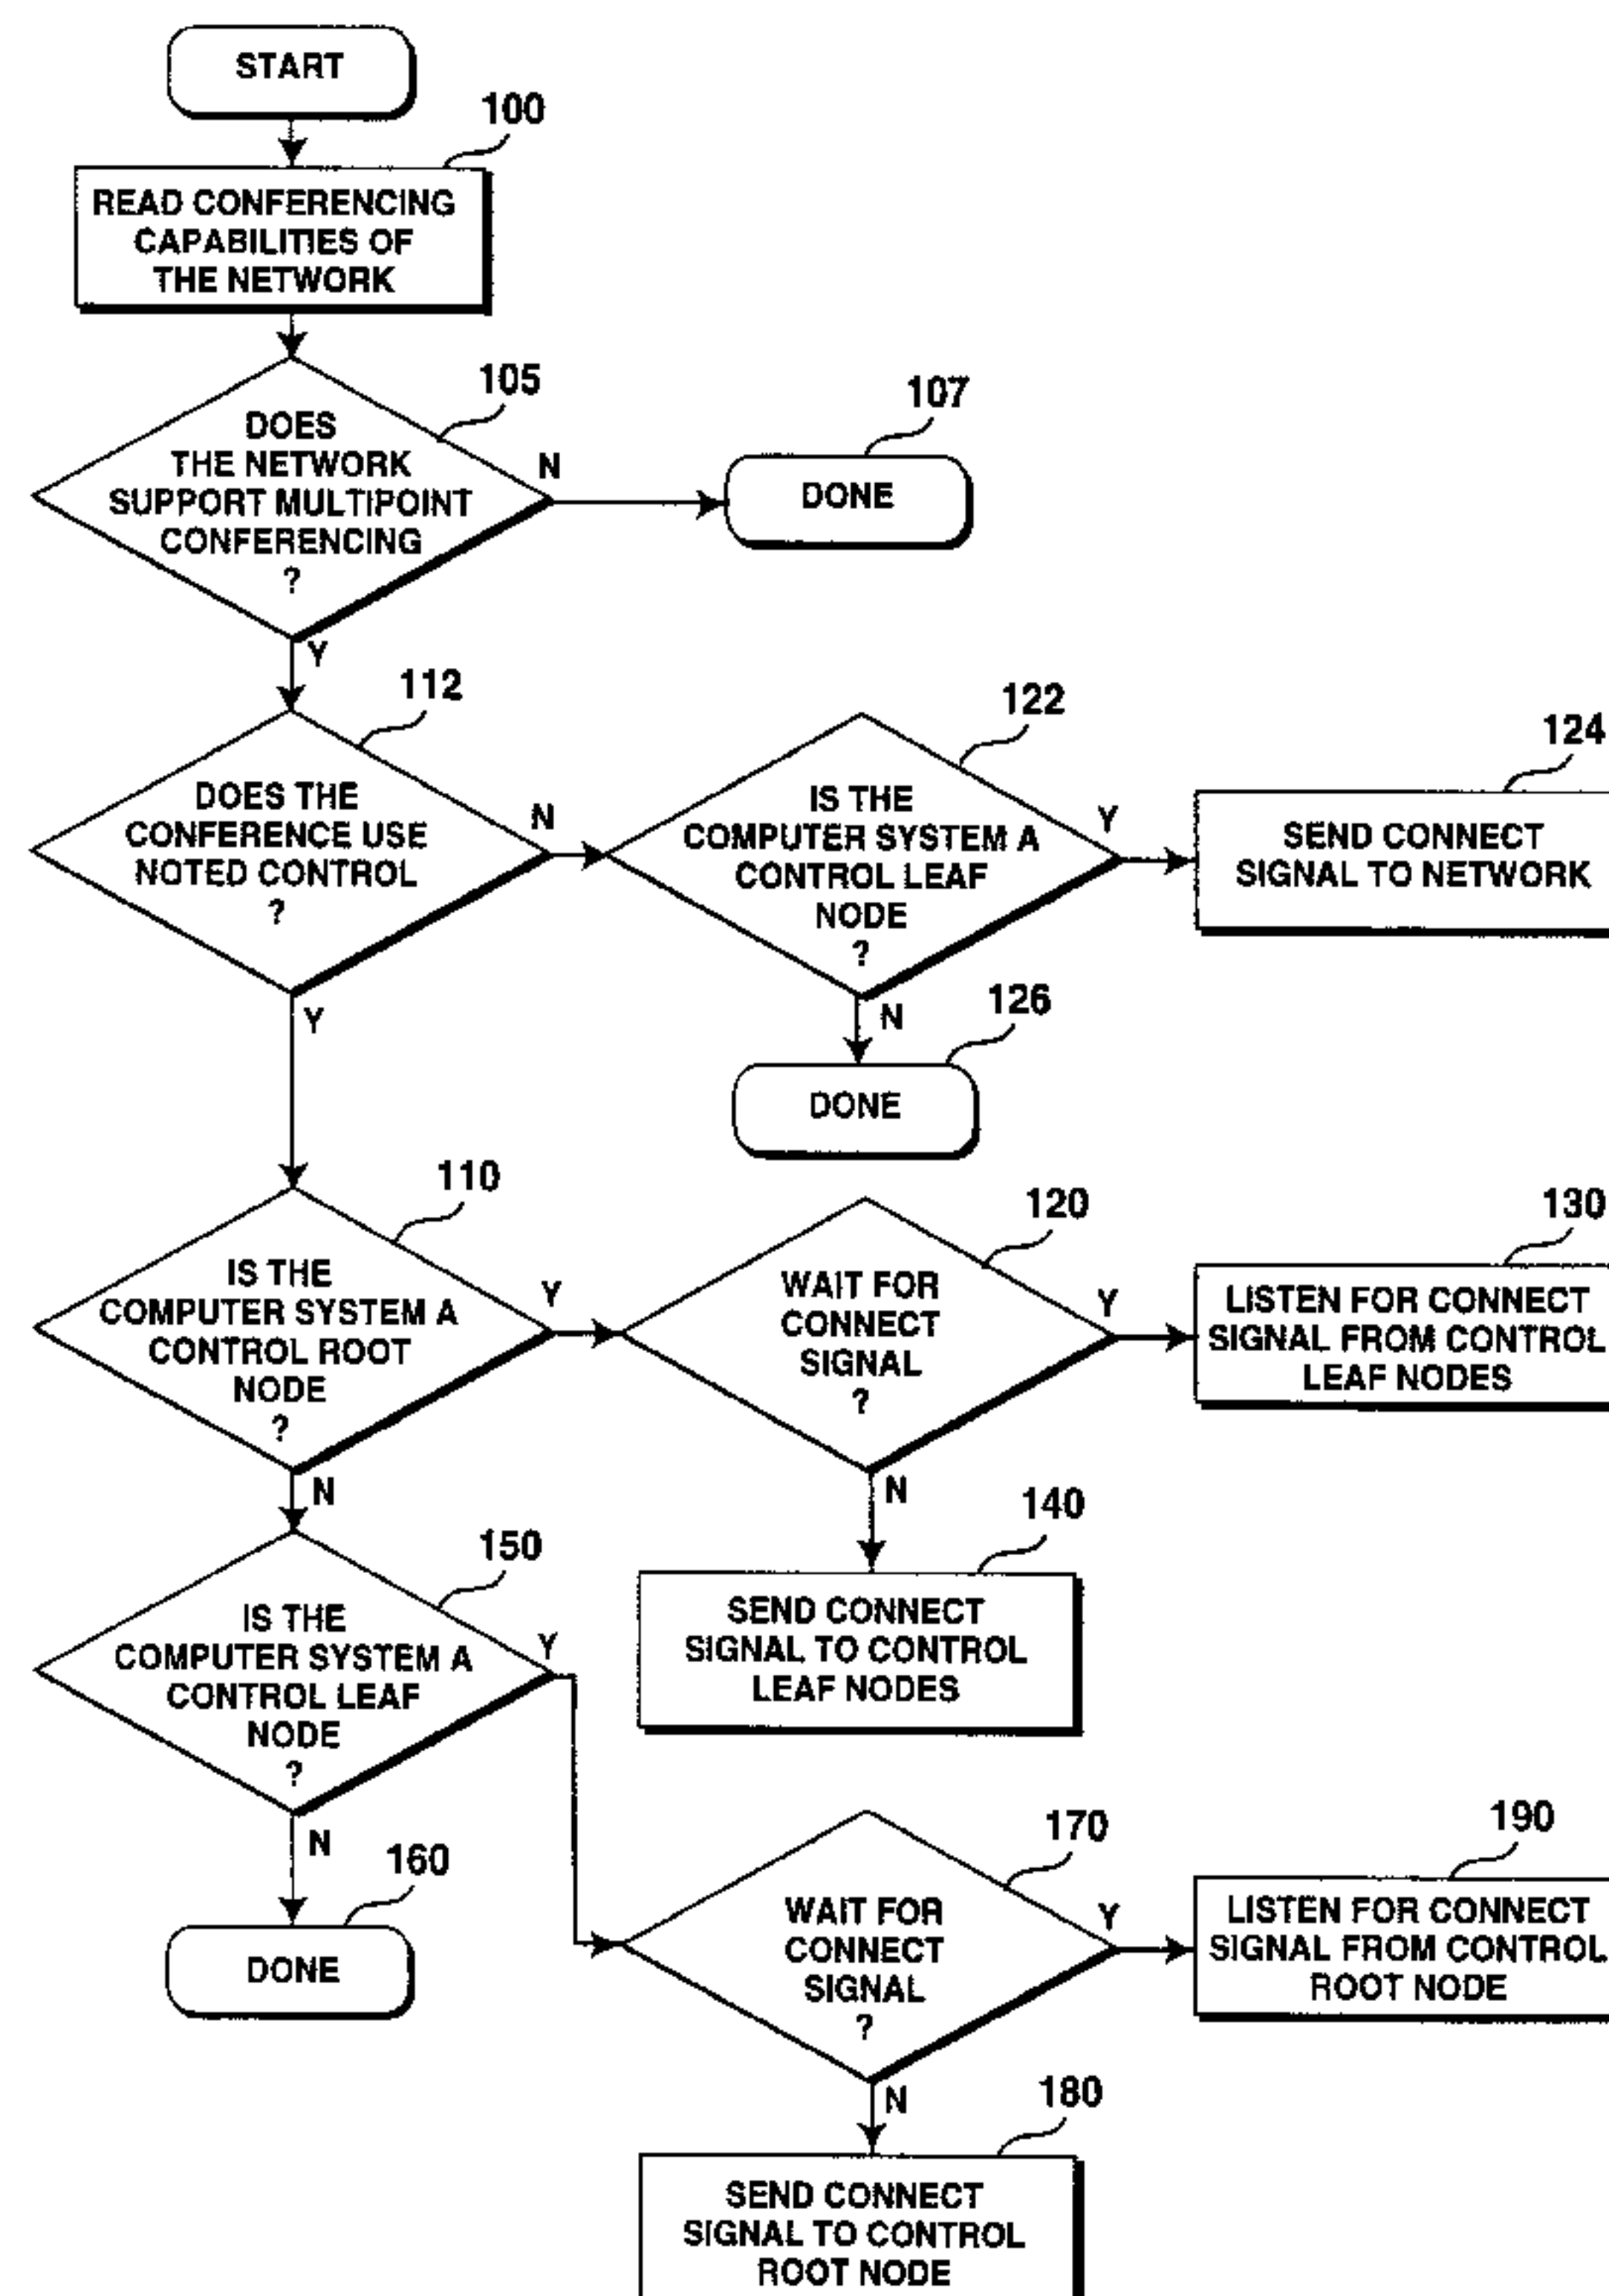 START
100
READ CONFERENCING
CAPABILITIES OF
THE NETWORK
105
DOES
THE NETWORK
SUPPORT MULTIPOINT
CONFERENCING
?
N
107
DONE
Y
112
DOES THE
CONFERENCE USE
NOTED CONTROL
?
N
122
IS THE
COMPUTER SYSTEM A
CONTROL LEAF
NODE
?
Y
124
SEND CONNECT
SIGNAL TO NETWORK
N
126
DONE
Y
110
IS THE
COMPUTER SYSTEM A
CONTROL ROOT
NODE
?
Y
120
WAIT FOR
CONNECT
SIGNAL
?
Y
130
LISTEN FOR CONNECT
SIGNAL FROM CONTROL
LEAF NODES
N
140
SEND CONNECT
SIGNAL TO CONTROL
LEAF NODES
N
150
IS THE
COMPUTER SYSTEM A
CONTROL LEAF
NODE
?
Y
N
160
DONE
170
WAIT FOR
CONNECT
SIGNAL
?
Y
190
LISTEN FOR CONNECT
SIGNAL FROM CONTROL
ROOT NODE
N
180
SEND CONNECT
SIGNAL TO CONTROL
ROOT NODE